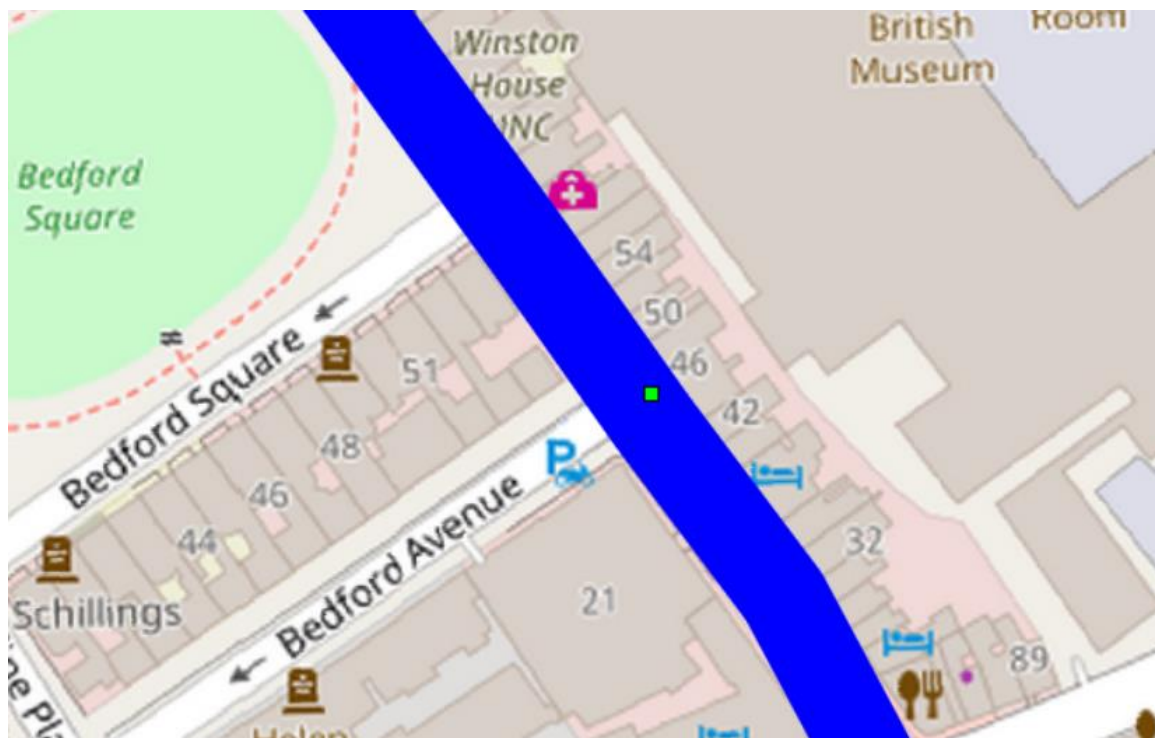 Winston
House
UNC
British
Museum
Room
Bedford
Square
54
50
46
42
51
48
46
44
Bedford Square
Bedford Avenue
P
32
21
Schillings
89